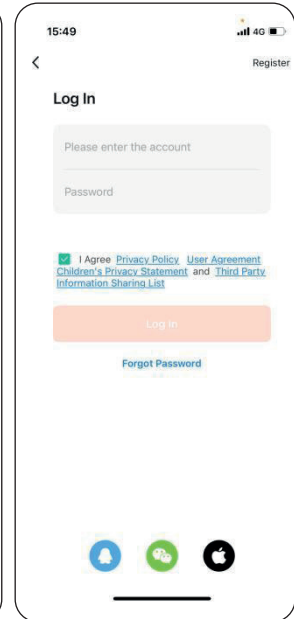 15:49
4G
Register
Log In
Please enter the account
Password
I Agree Privacy Policy User Agreement
Children's Privacy Statement and Third Party
Information Sharing List
Log In
Forgot Password